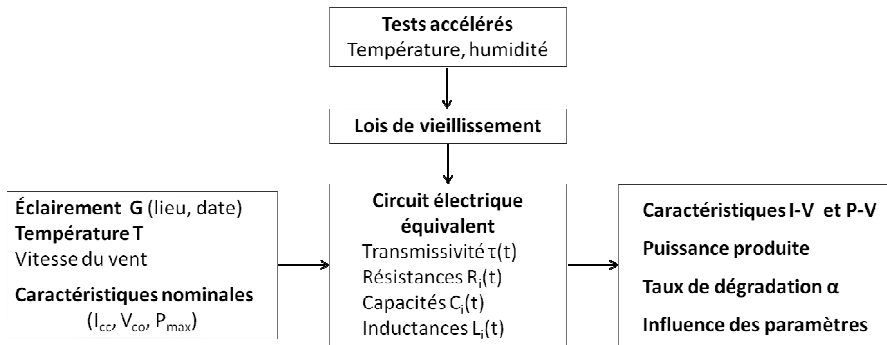 Tests accélérés
Température, humidité
Lois de vieillissement
Éclairement G (lieu, date)
Température T
Vitesse du vent
Caractéristiques nominales
(Icc, Vco, Pmax)
Circuit électrique
équivalent
Transmissivité τ(t)
Résistances Ri(t)
Capacités Ci(t)
Inductances Li(t)
Caractéristiques I-V et P-V
Puissance produite
Taux de dégradation α
Influence des paramètres